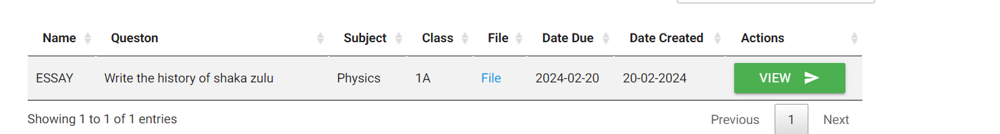 Name Queston Subject Class File Date Due Date Created Actions
ESSAY Write the history of shaka zulu Physics 1A File 2024-02-20 20-02-2024 VIEW
Showing 1 to 1 of 1 entries Previous 1 Next